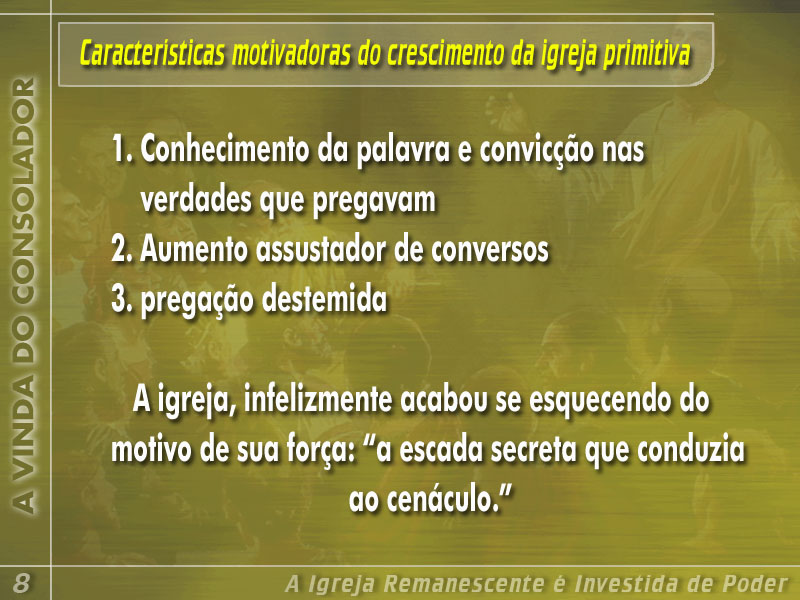 Características motivadoras do crescimento da igreja primitiva
A VINDA DO CONSOLADOR
1. Conhecimento da palavra e convicção nas
verdades que pregavam
2. Aumento assustador de conversos
3. pregação destemida
A igreja, infelizmente acabou se esquecendo do
motivo de sua força: “a escada secreta que conduzia
ao cenáculo.”
8
A Igreja Remanescente é Investida de Poder